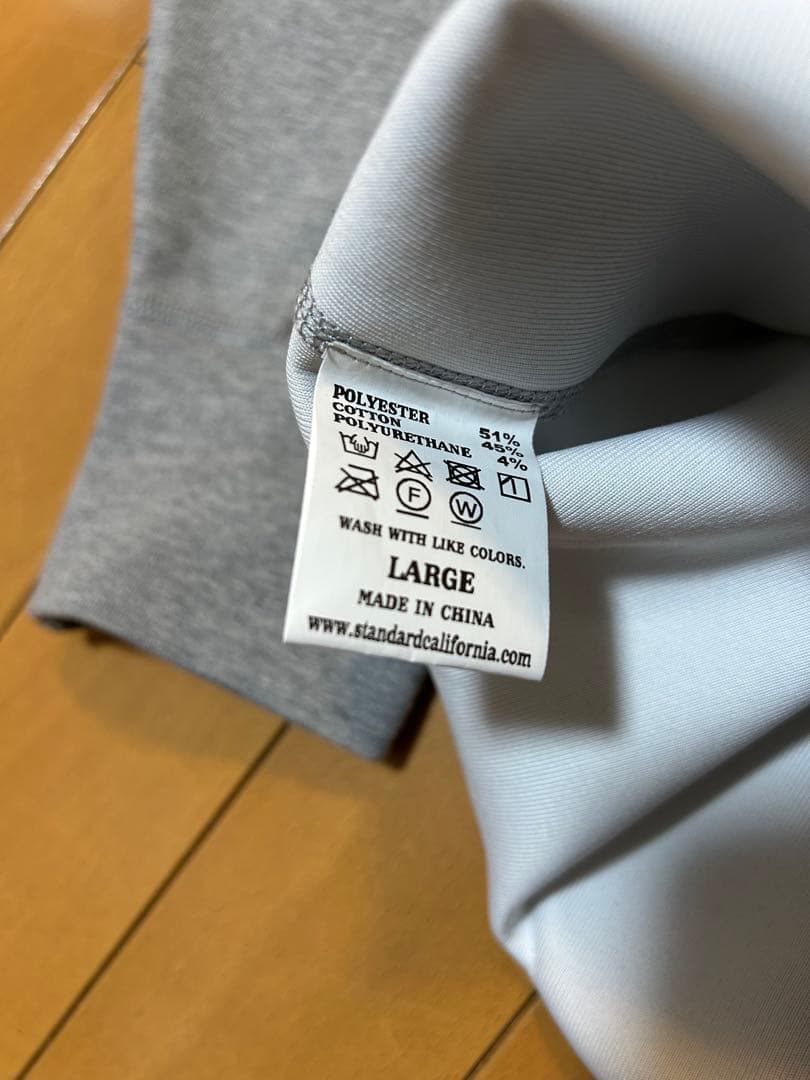 POLYESTER 51%
COTTON 45%
POLYURETHANE 4%
F W
WASH WITH LIKE COLORS.
LARGE
MADE IN CHINA
www.standardcalifornia.com